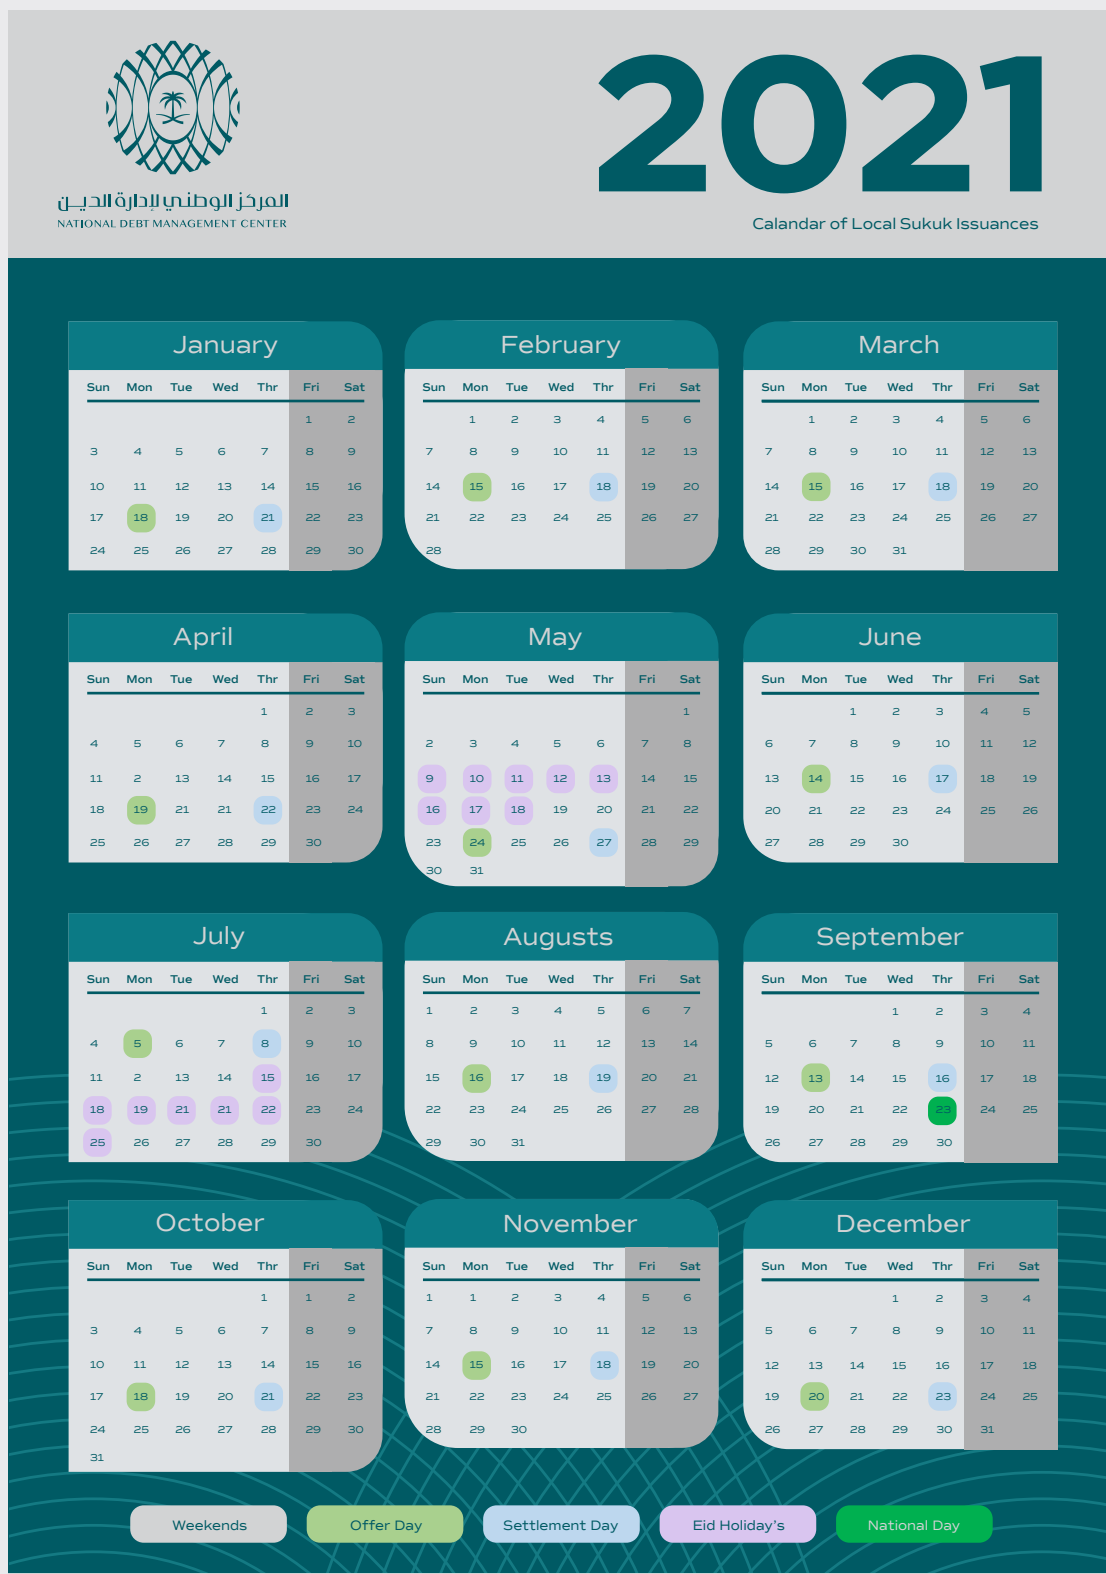 2021
المركز الوطني لإدارة الدين
NATIONAL DEBT MANAGEMENT CENTER
Calandar of Local Sukuk Issuances
January
Sun Mon Tue Wed Thr Fri Sat
1 2
3 4 5 6 7 8 9
10 11 12 13 14 15 16
17 18 19 20 21 22 23
24 25 26 27 28 29 30
February
Sun Mon Tue Wed Thr Fri Sat
1 2 3 4 5 6
7 8 9 10 11 12 13
14 15 16 17 18 19 20
21 22 23 24 25 26 27
28
March
Sun Mon Tue Wed Thr Fri Sat
1 2 3 4 5 6
7 8 9 10 11 12 13
14 15 16 17 18 19 20
21 22 23 24 25 26 27
28 29 30 31
April
Sun Mon Tue Wed Thr Fri Sat
1 2 3
4 5 6 7 8 9 10
11 2 13 14 15 16 17
18 19 21 21 22 23 24
25 26 27 28 29 30
May
Sun Mon Tue Wed Thr Fri Sat
1
2 3 4 5 6 7 8
9 10 11 12 13 14 15
16 17 18 19 20 21 22
23 24 25 26 27 28 29
30 31
June
Sun Mon Tue Wed Thr Fri Sat
1 2 3 4 5
6 7 8 9 10 11 12
13 14 15 16 17 18 19
20 21 22 23 24 25 26
27 28 29 30
July
Sun Mon Tue Wed Thr Fri Sat
1 2 3
4 5 6 7 8 9 10
11 2 13 14 15 16 17
18 19 21 21 22 23 24
25 26 27 28 29 30
Augusts
Sun Mon Tue Wed Thr Fri Sat
1 2 3 4 5 6 7
8 9 10 11 12 13 14
15 16 17 18 19 20 21
22 23 24 25 26 27 28
29 30 31
September
Sun Mon Tue Wed Thr Fri Sat
1 2 3 4
5 6 7 8 9 10 11
12 13 14 15 16 17 18
19 20 21 22 23 24 25
26 27 28 29 30
October
Sun Mon Tue Wed Thr Fri Sat
1 1 2
3 4 5 6 7 8 9
10 11 12 13 14 15 16
17 18 19 20 21 22 23
24 25 26 27 28 29 30
31
November
Sun Mon Tue Wed Thr Fri Sat
1 1 2 3 4 5 6
7 8 9 10 11 12 13
14 15 16 17 18 19 20
21 22 23 24 25 26 27
28 29 30
December
Sun Mon Tue Wed Thr Fri Sat
1 2 3 4
5 6 7 8 9 10 11
12 13 14 15 16 17 18
19 20 21 22 23 24 25
26 27 28 29 30 31
Weekends
Offer Day
Settlement Day
Eid Holiday's
National Day